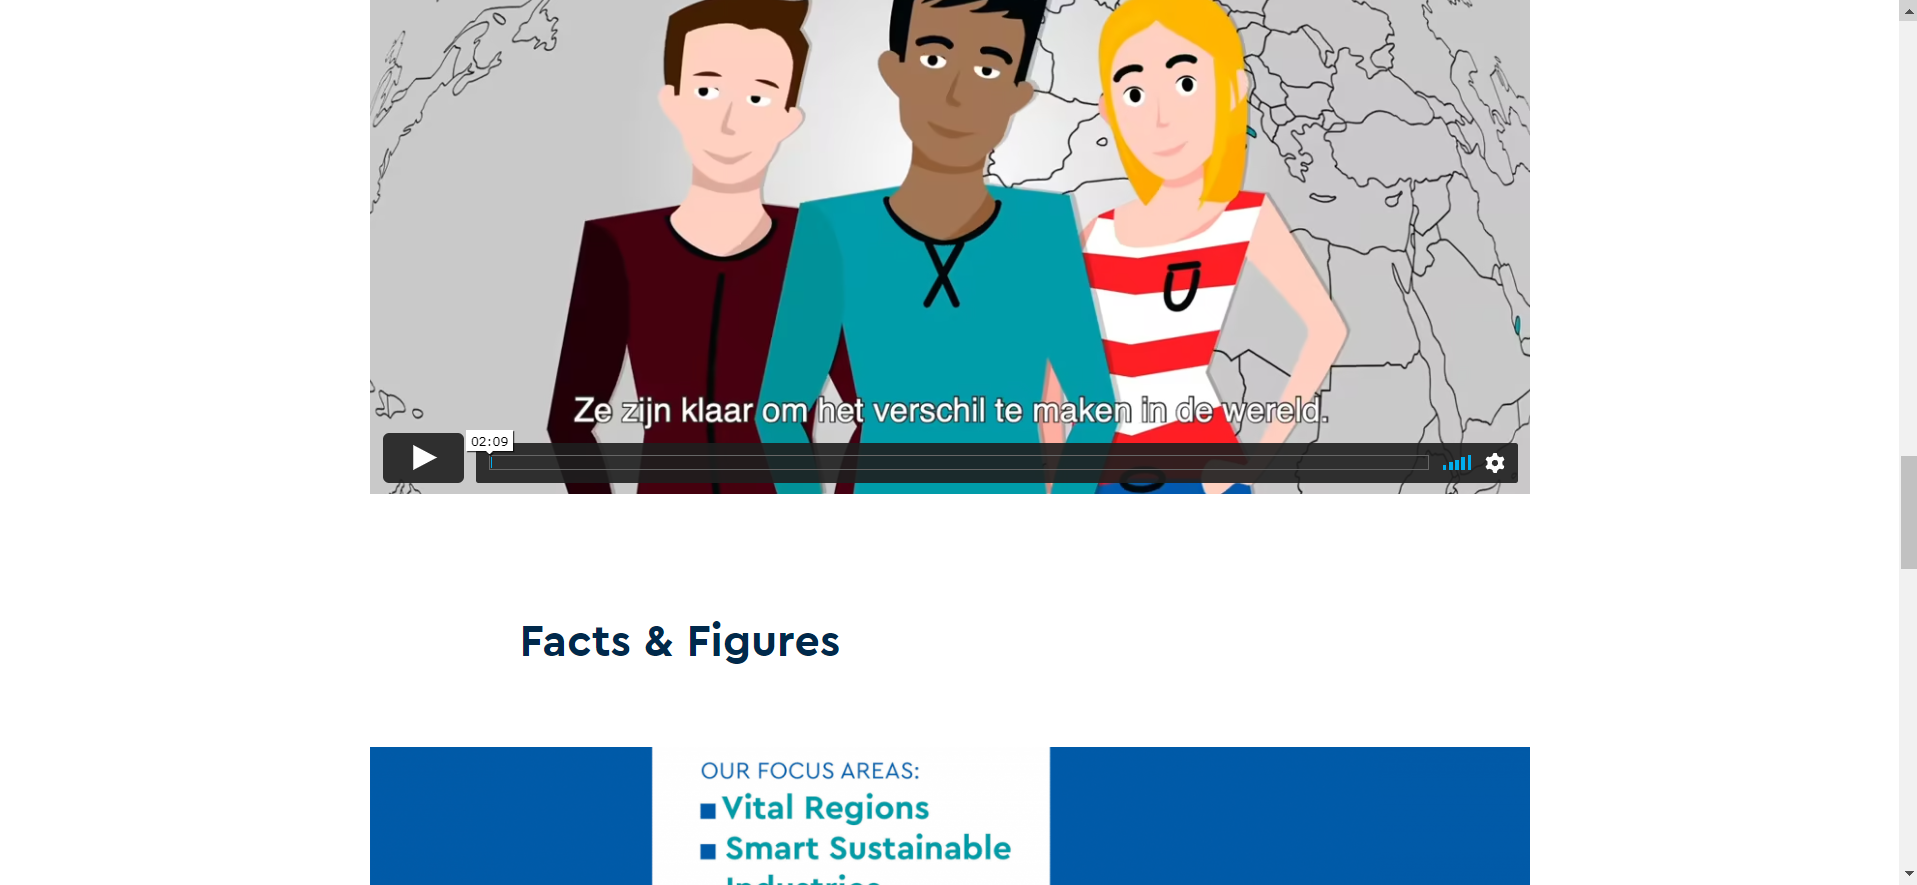 Ze zijn klaar om het verschil te maken in de wereld.
02:09
Facts & Figures
OUR FOCUS AREAS:
Vital Regions
Smart Sustainable
Industries